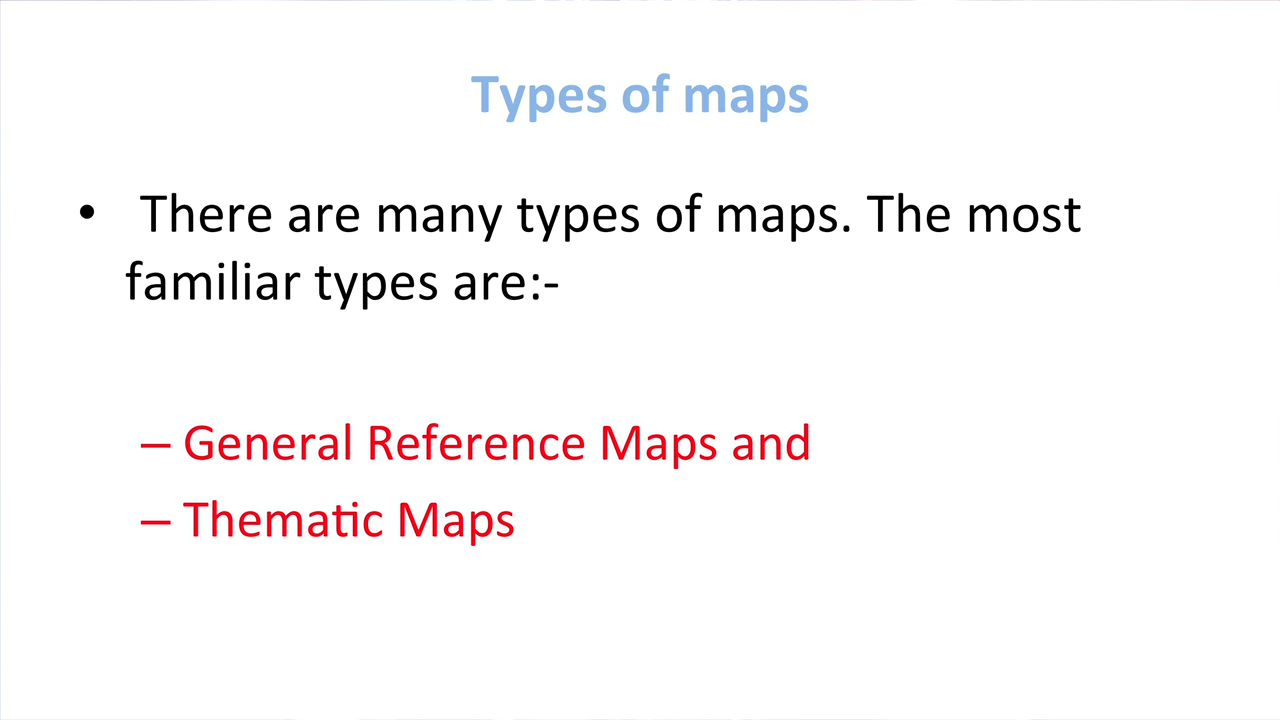 Types of maps
• There are many types of maps. The most
familiar types are:-
– General Reference Maps and
– Thematic Maps